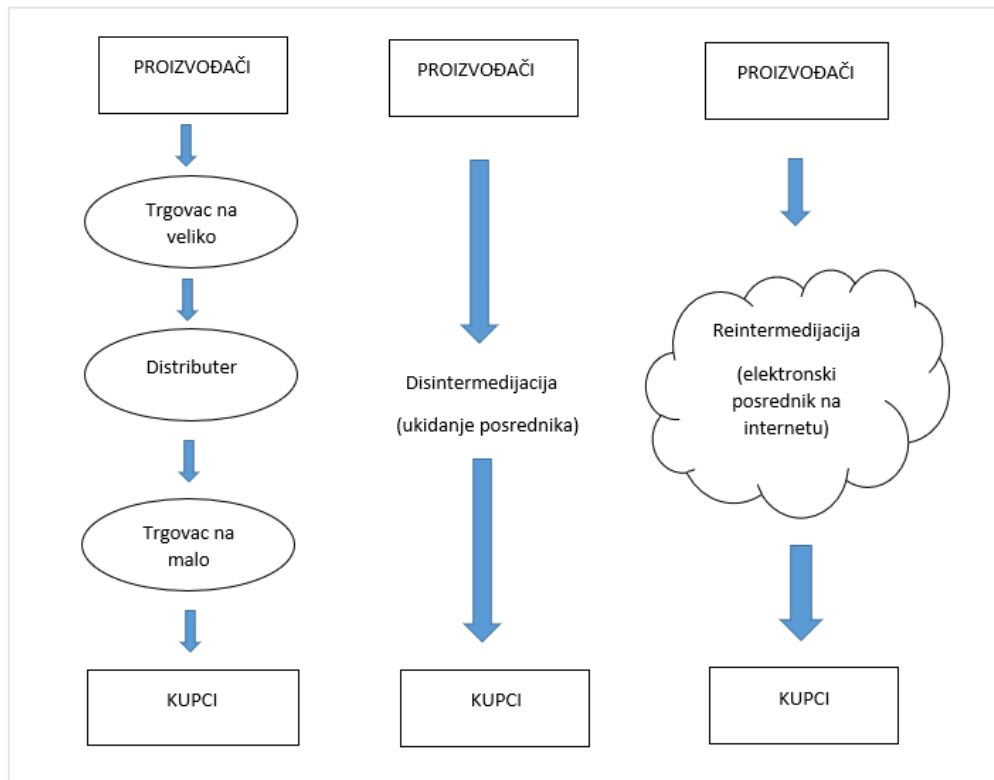 PROIZVOĐAČI
Trgovac na
veliko
Distributer
Trgovac na
malo
KUPCI
PROIZVOĐAČI
Disintermedijacija
(ukidanje posrednika)
KUPCI
PROIZVOĐAČI
Reintermedijacija
(elektronski
posrednik na
internetu)
KUPCI